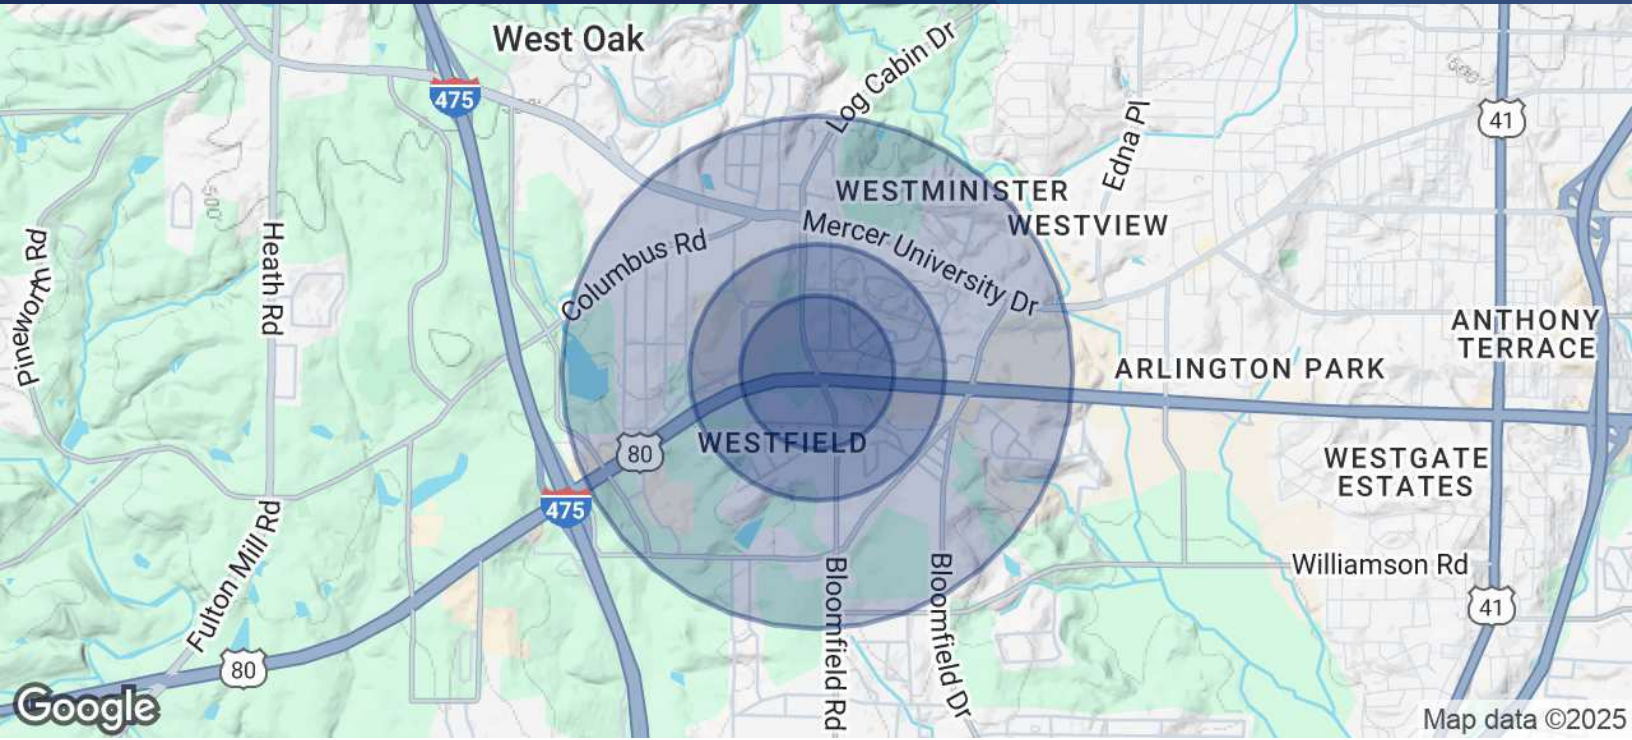 West Oak
Log Cabin Dr
475
41
Edna Pl
500
WESTMINISTER
WESTVIEW
Mercer University Dr
Columbus Rd
Heath Rd
Pineworth Rd
ANTHONY
TERRACE
ARLINGTON PARK
WESTFIELD
80
WESTGATE
ESTATES
475
Fulton Mill Rd
Williamson Rd
Bloomfield Rd
Bloomfield Dr
41
80
Google
Map data ©2025